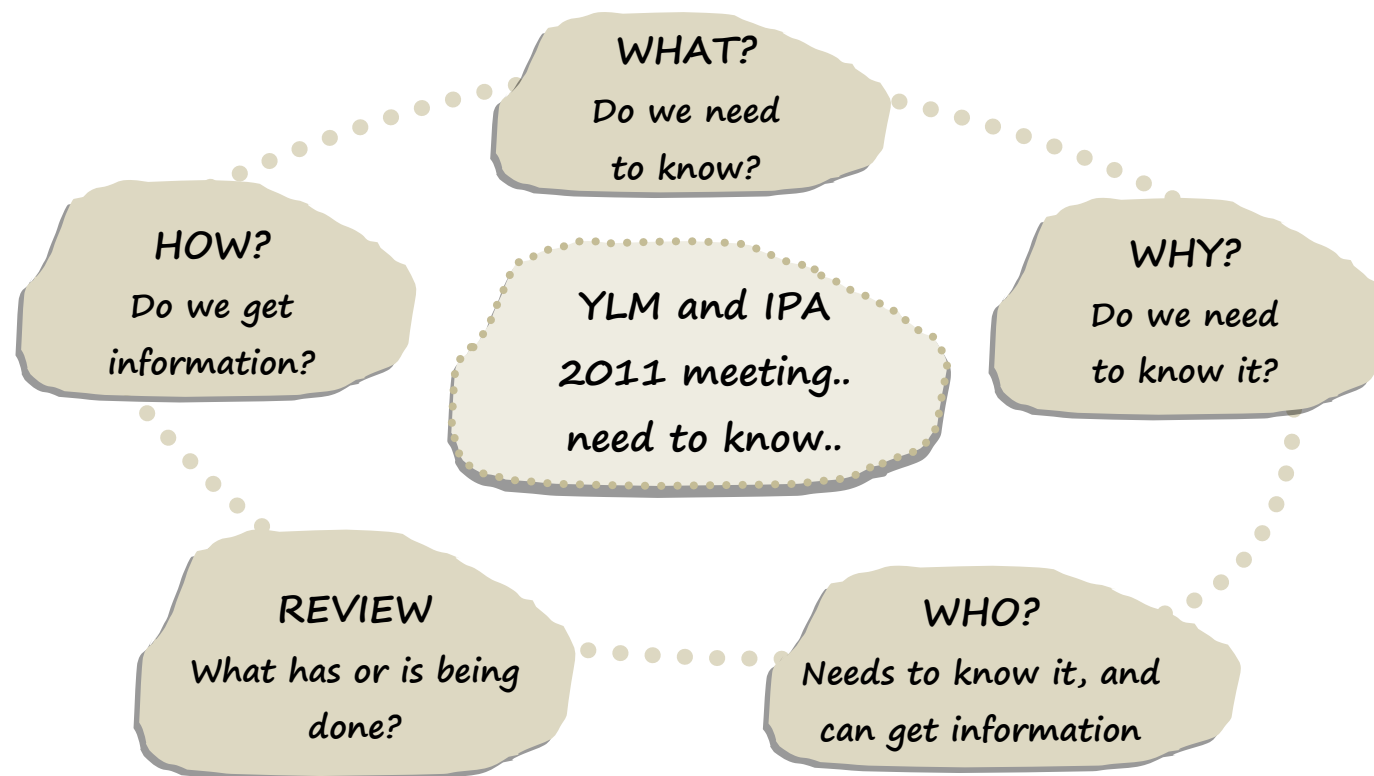 WHAT?
Do we need
to know?
HOW?
Do we get
information?
WHY?
Do we need
to know it?
YLM and IPA
2011 meeting..
need to know..
REVIEW
What has or is being
done?
WHO?
Needs to know it, and
can get information